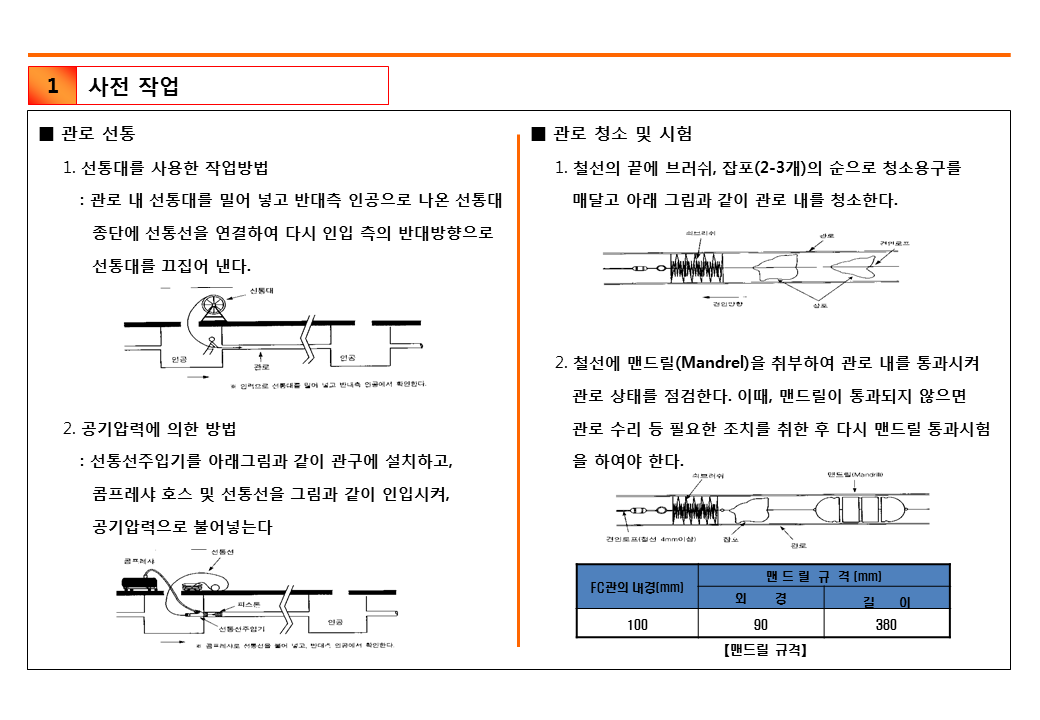 1 사전 작업
■ 관로 선통
1. 선통대를 사용한 작업방법
: 관로 내 선통대를 밀어 넣고 반대측 인공으로 나온 선통대
종단에 선통선을 연결하여 다시 인입 측의 반대방향으로
선통대를 끄집어 낸다.
선통대
인공
관로
인공
※ 인력으로 선통대를 밀어 넣고 반대측 인공에서 확인한다.
2. 공기압력에 의한 방법
: 선통선주입기를 아래그림과 같이 관구에 설치하고,
콤프레샤 호스 및 선통선을 그림과 같이 인입시켜,
공기압력으로 불어넣는다
선통선
콤프레샤
피스톤
선통선주입기
인공
※ 콤프레샤로 선통선을 불어 넣고, 반대측 인공에서 확인한다.
■ 관로 청소 및 시험
1. 철선의 끝에 브러쉬, 잡포(2-3개)의 순으로 청소용구를
매달고 아래 그림과 같이 관로 내를 청소한다.
쇠브러쉬
관로
견인로프
견인방향
삼포
2. 철선에 맨드릴(Mandrel)을 취부하여 관로 내를 통과시켜
관로 상태를 점검한다. 이때, 맨드릴이 통과되지 않으면
관로 수리 등 필요한 조치를 취한 후 다시 맨드릴 통과시험
을 하여야 한다.
쇠브러쉬
맨드릴(Mandrill)
견인로프(철선 4mm이상)
잡포
관로
FC관의 내경(mm)
맨 드 릴 규 격 (mm)
외 경
길 이
100 90 380
【맨드릴 규격】